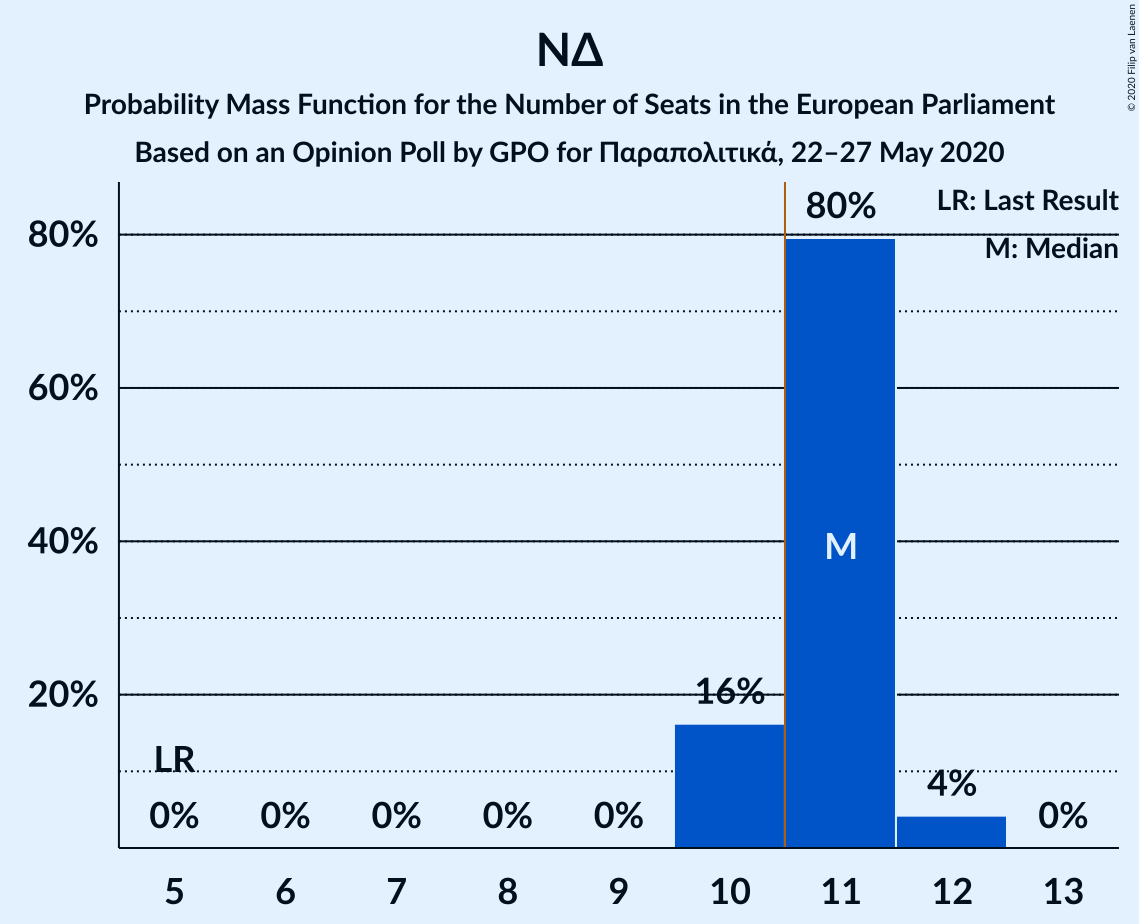 ΝΔ
Probability Mass Function for the Number of Seats in the European Parliament
Based on an Opinion Poll by GPO for Παραπολιτικά, 22–27 May 2020
© 2020 Filip van Laenen
LR: Last Result
M: Median
80%
60%
40%
20%
LR
0%
0%
0%
0%
0%
16%
80%
M
4%
0%
5
6
7
8
9
10
11
12
13